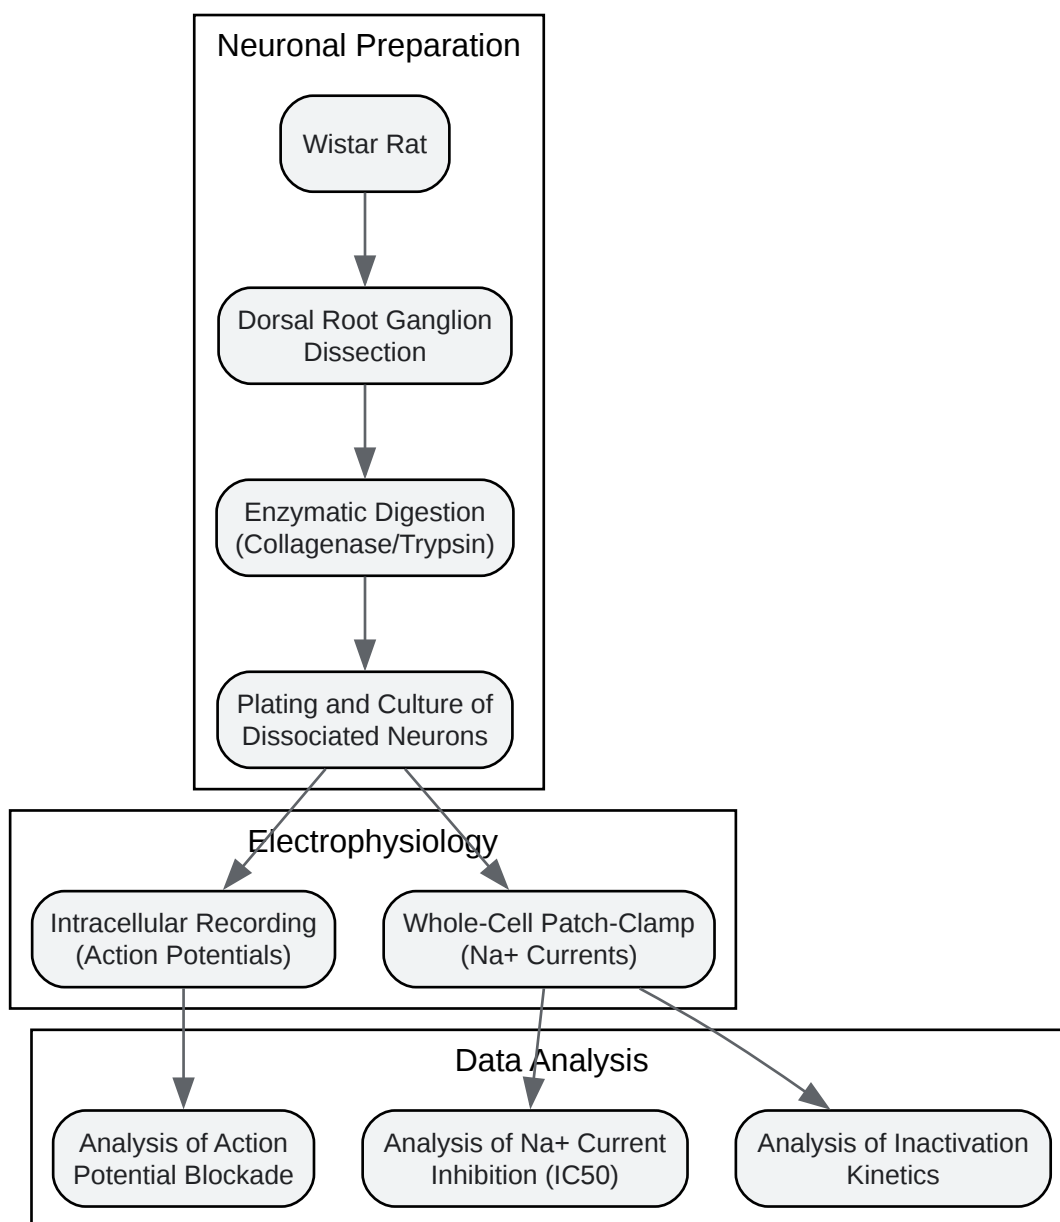 Neuronal Preparation
Wistar Rat
Dorsal Root Ganglion
Dissection
Enzymatic Digestion
(Collagenase/Trypsin)
Plating and Culture of
Dissociated Neurons
Electrophysiology
Intracellular Recording
(Action Potentials)
Whole-Cell Patch-Clamp
(Na+ Currents)
Data Analysis
Analysis of Action
Potential Blockade
Analysis of Na+ Current
Inhibition (IC50)
Analysis of Inactivation
Kinetics